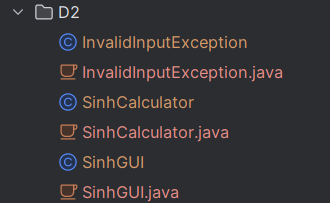 D2
InvalidInputException
InvalidInputException.java
SinhCalculator
SinhCalculator.java
SinhGUI
SinhGUI.java